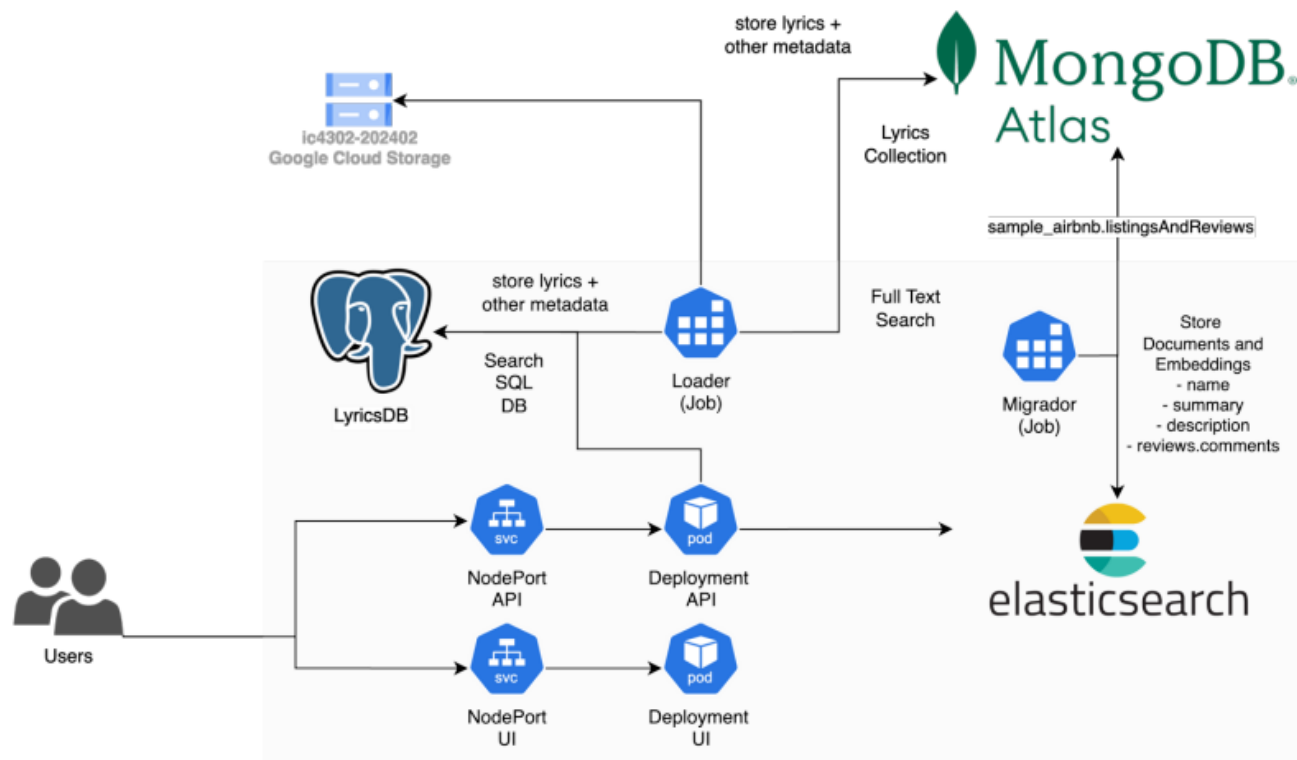 store lyrics +
other metadata
MongoDB®
Atlas
ic4302-202402
Google Cloud Storage
Lyrics
Collection
sample_airbnb.listingsAndReviews
store lyrics +
other metadata
Full Text
Search
Search
SQL
DB
LyricsDB
Loader
(Job)
Migrador
(Job)
Store
Documents and
Embeddings
- name
- summary
- description
- reviews.comments
svc
NodePort
API
pod
Deployment
API
elasticsearch
Users
svc
NodePort
UI
pod
Deployment
UI